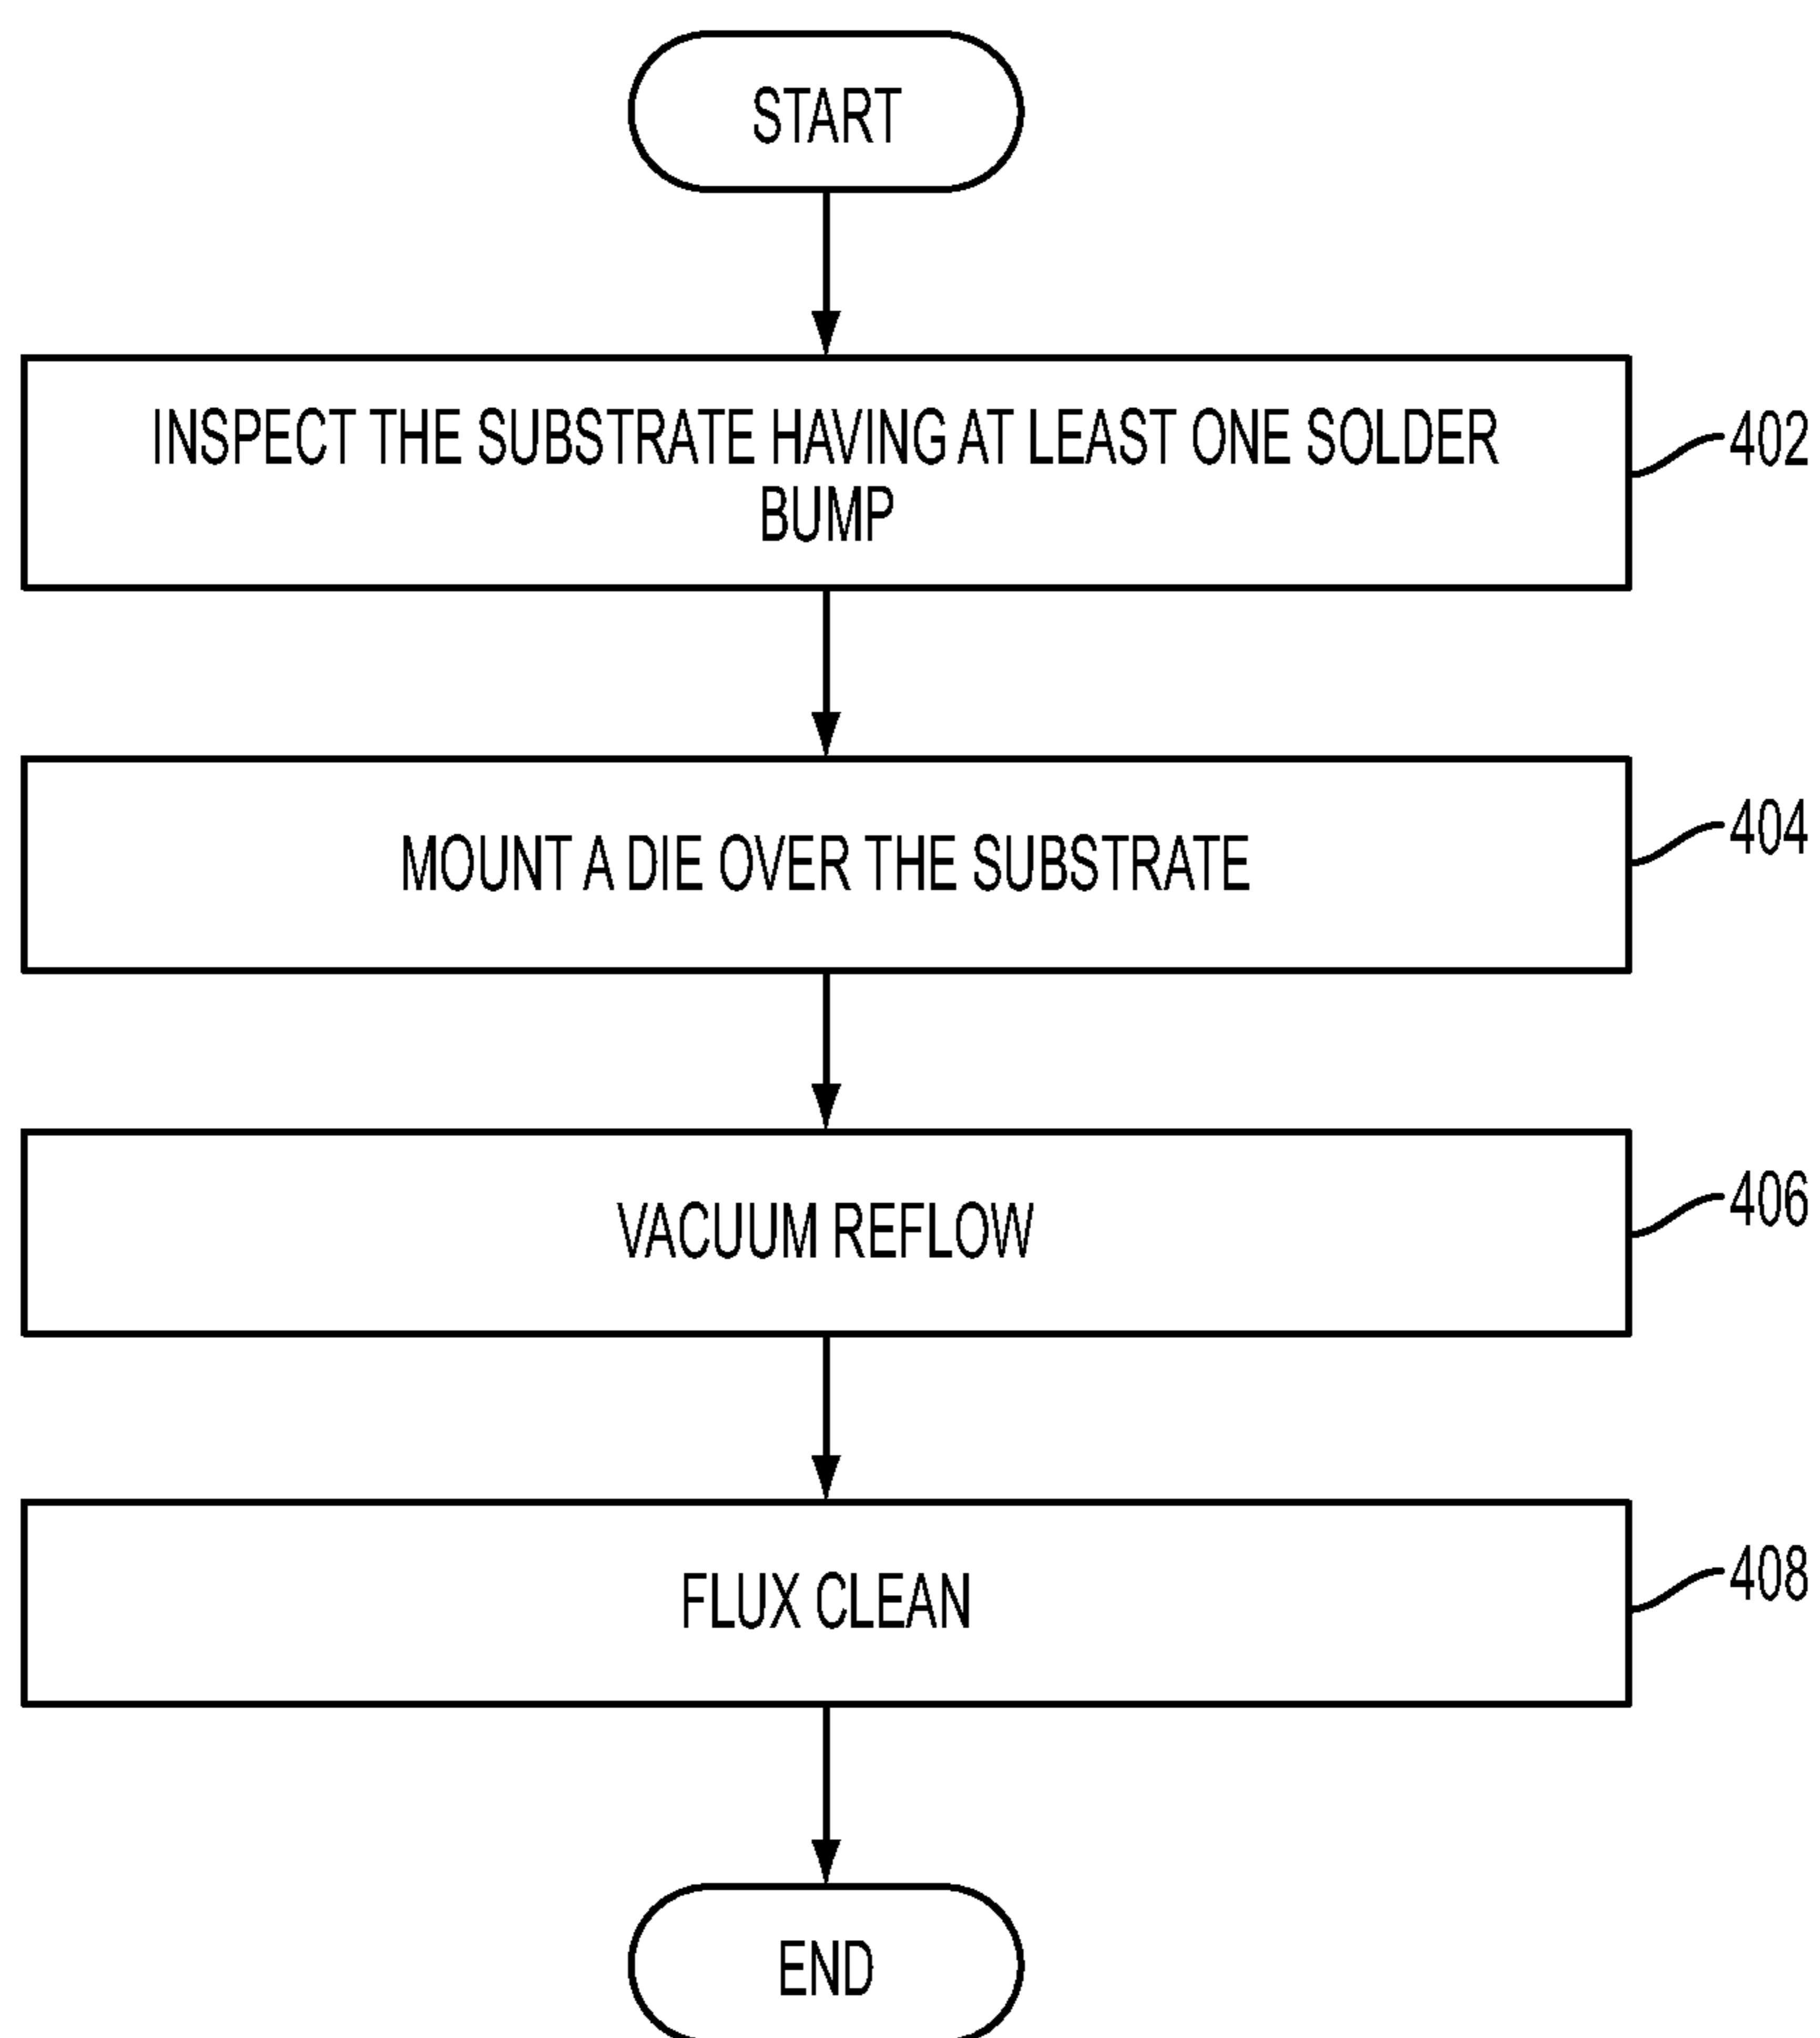 START
INSPECT THE SUBSTRATE HAVING AT LEAST ONE SOLDER
BUMP
402
MOUNT A DIE OVER THE SUBSTRATE
404
VACUUM REFLOW
406
FLUX CLEAN
408
END